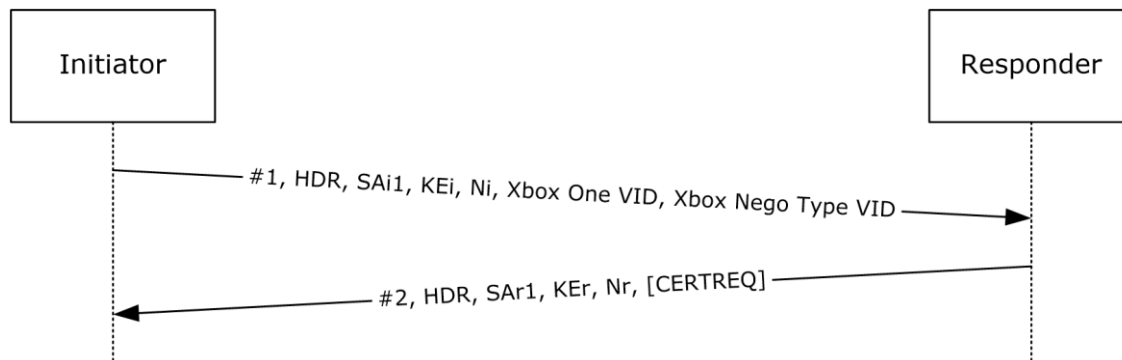 Initiator
Responder
#1, HDR, SAi1, KEi, Ni, Xbox One VID, Xbox Nego Type VID
#2, HDR, SAr1, KEr, Nr, [CERTREQ]